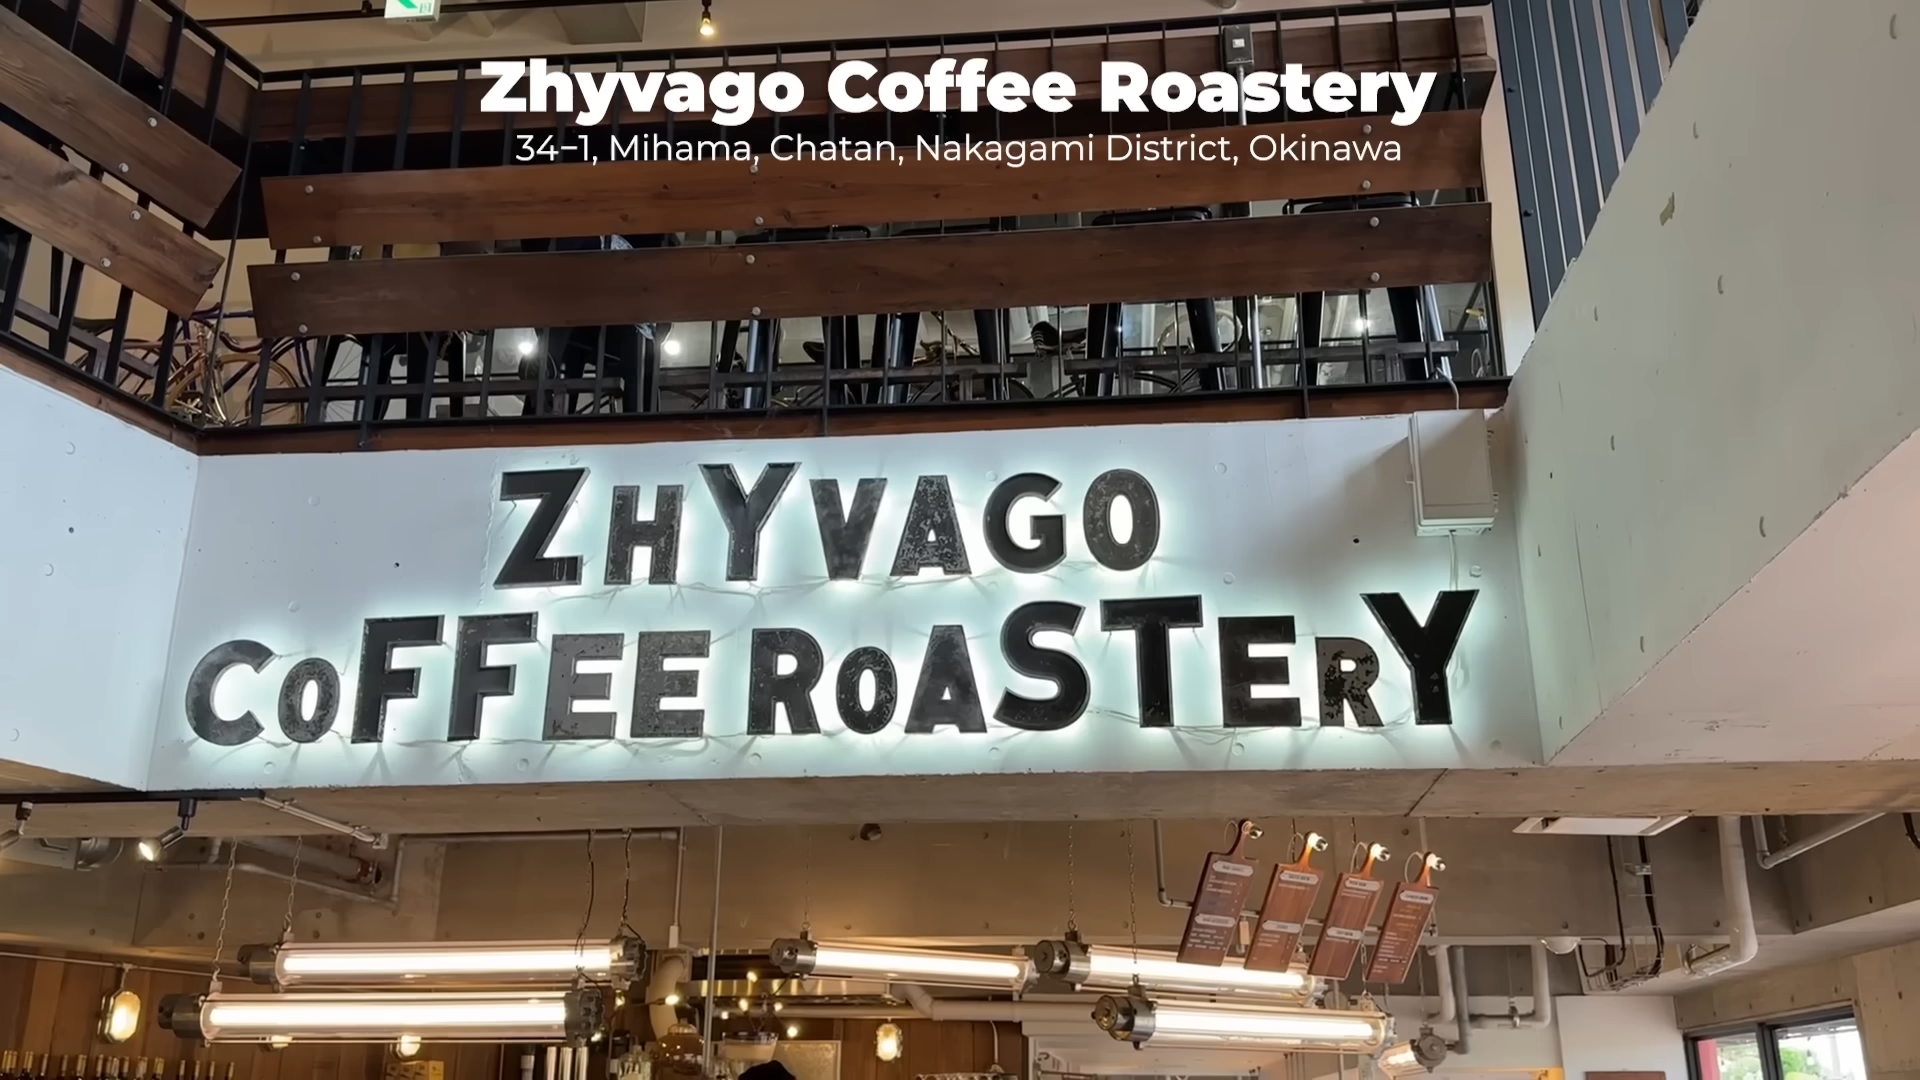 Zhyvago Coffee Roastery
34-1, Mihama, Chatan, Nakagami District, Okinawa
ZHYVAGO
COFFEE ROASTERY